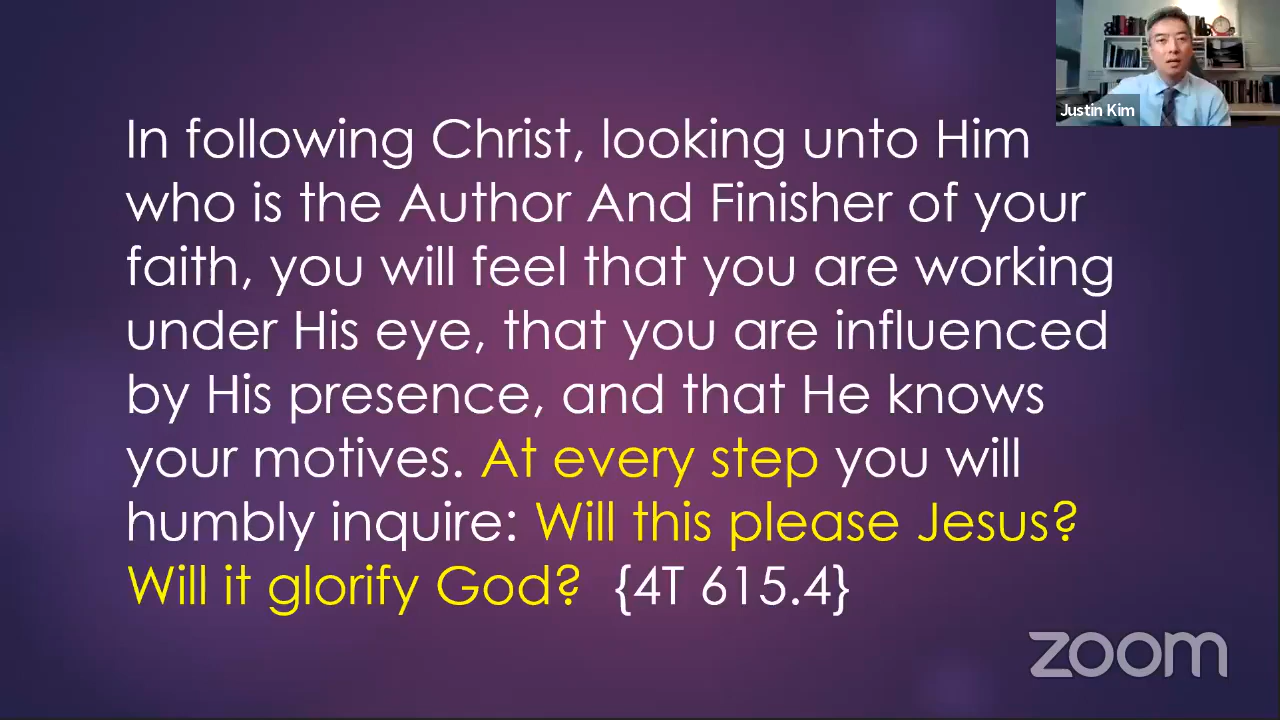 Justin Kim
In following Christ, looking unto Him
who is the Author And Finisher of your
faith, you will feel that you are working
under His eye, that you are influenced
by His presence, and that He knows
your motives. At every step you will
humbly inquire: Will this please Jesus?
Will it glorify God? {4T 615.4}
zoom